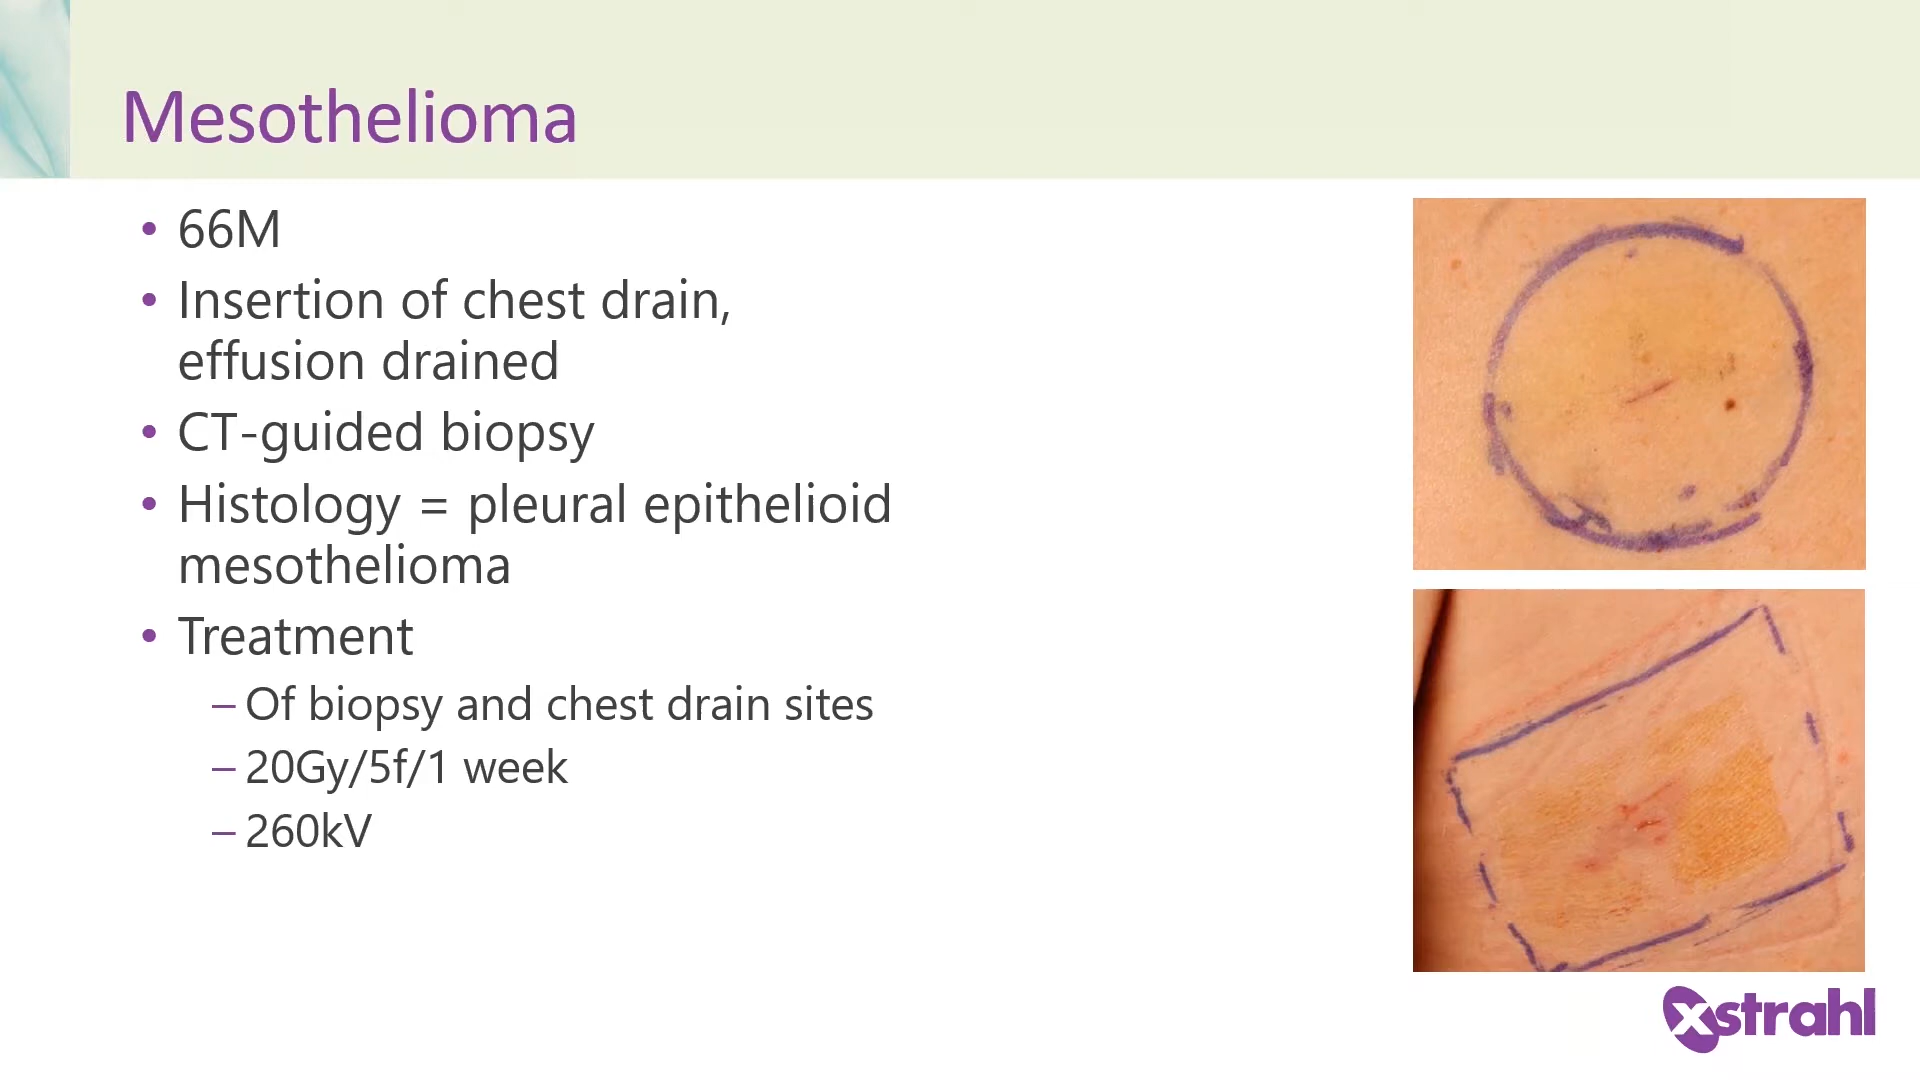 Mesothelioma
• 66M
• Insertion of chest drain,
effusion drained
• CT-guided biopsy
• Histology = pleural epithelioid
mesothelioma
• Treatment
– Of biopsy and chest drain sites
– 20Gy/5f/1 week
– 260kV
xstrahl